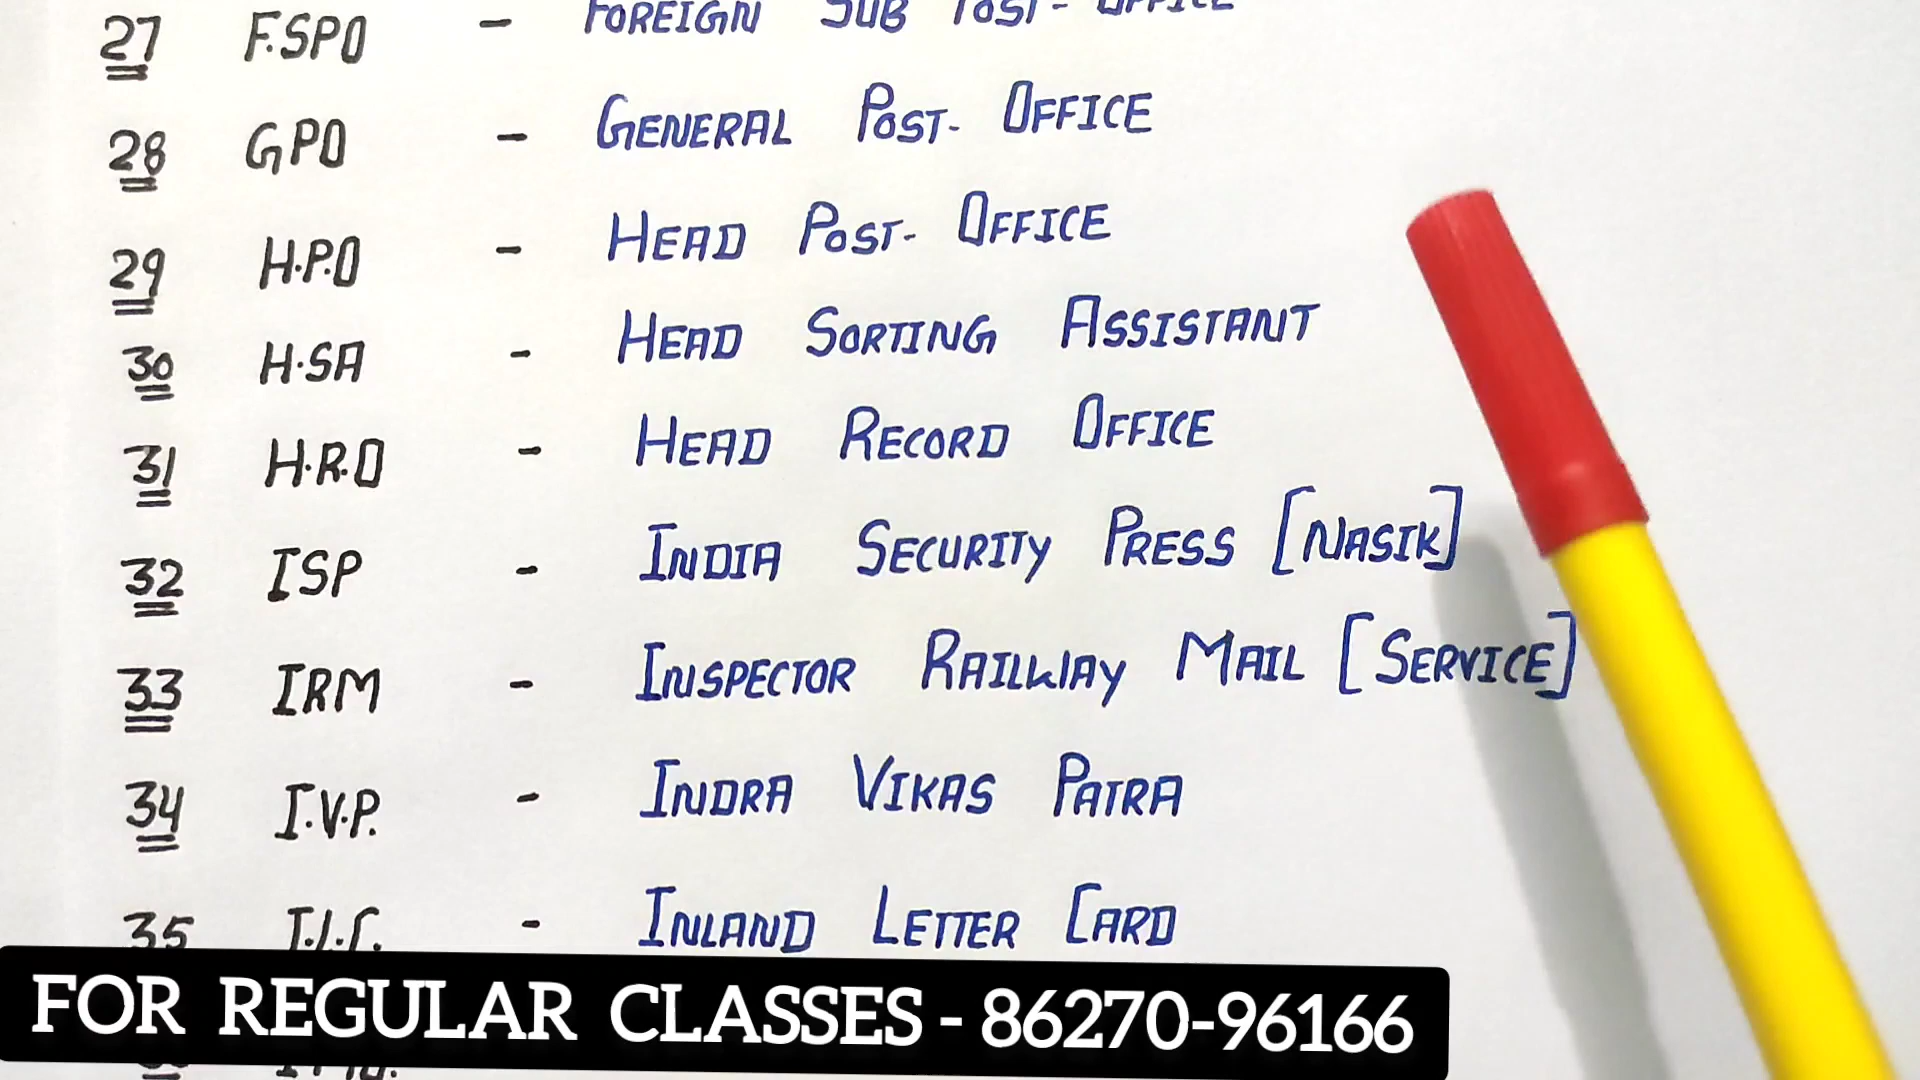 27 F.SPO - FOREIGN SUB POST-OFFICE
28 GPO - GENERAL POST-OFFICE
29 H.P.O - HEAD POST-OFFICE
30 H.SA - HEAD SORTING ASSISTANT
31 H.R.O - HEAD RECORD OFFICE
32 ISP - INDIA SECURITY PRESS [NASIK]
33 IRM - INSPECTOR RAILWAY MAIL [SERVICE]
34 I.V.P. - INDRA VIKAS PATRA
35 I.L.C. - INLAND LETTER CARD
FOR REGULAR CLASSES - 86270-96166